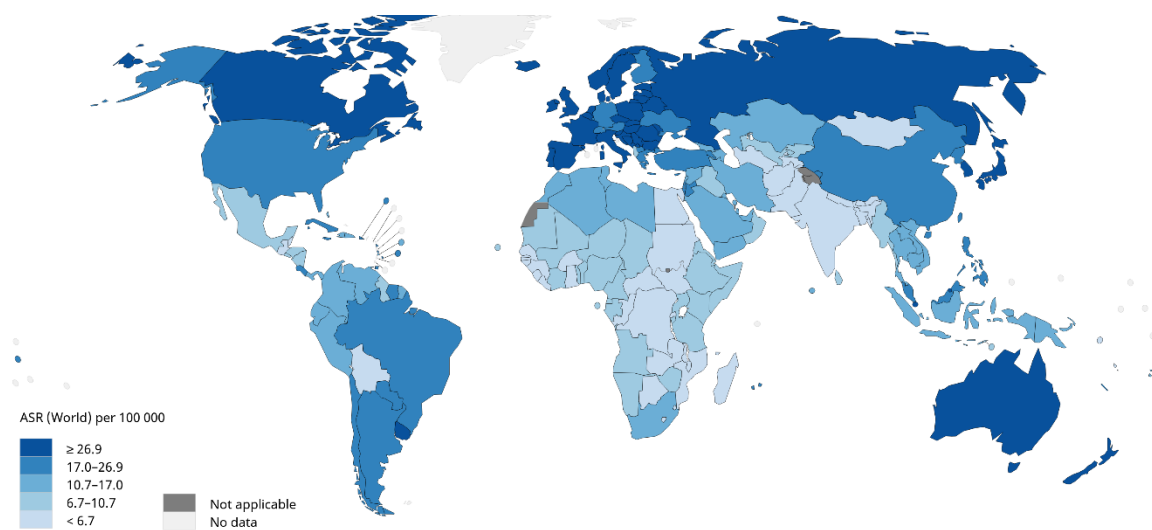 ASR (World) per 100 000
≥ 26.9
17.0–26.9
10.7–17.0
6.7–10.7
< 6.7
Not applicable
No data